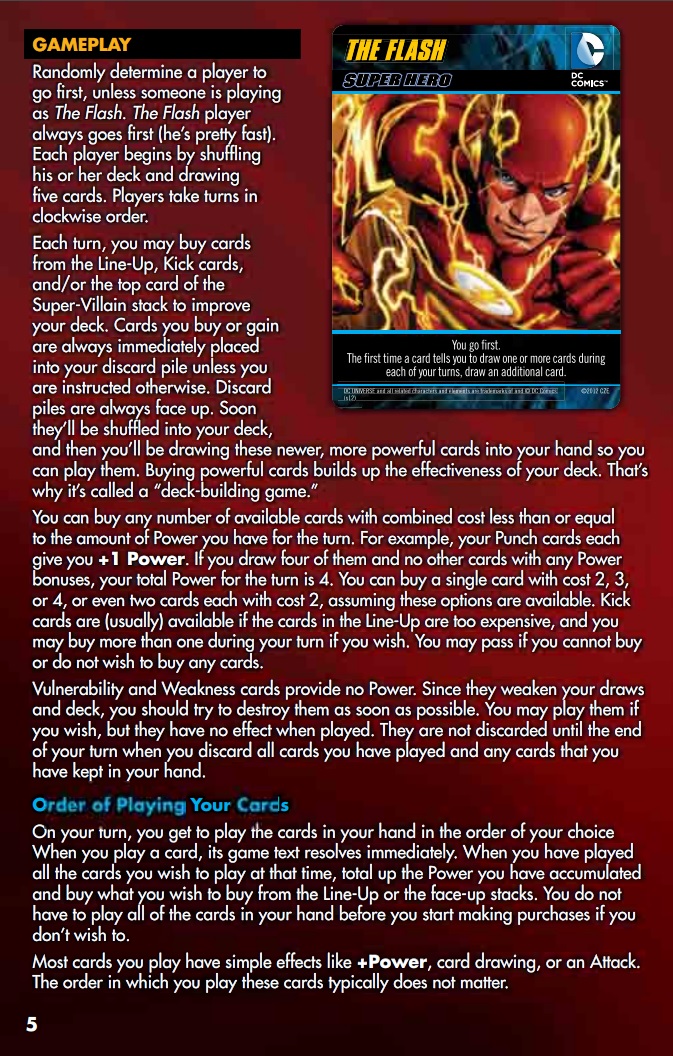 GAMEPLAY
Randomly determine a player to
go first, unless someone is playing
as The Flash. The Flash player
always goes first (he's pretty fast).
Each player begins by shuffling
his or her deck and drawing
five cards. Players take turns in
clockwise order.
Each turn, you may buy cards
from the Line-Up, Kick cards,
and/or the top card of the
Super-Villain stack to improve
your deck. Cards you buy or gain
are always immediately placed
into your discard pile unless you
are instructed otherwise. Discard
piles are always face up. Soon
they'll be shuffled into your deck,
and then you'll be drawing these newer, more powerful cards into your hand so you
can play them. Buying powerful cards builds up the effectiveness of your deck. That's
why it's called a “deck-building game.”
THE FLASH
SUPER HERO
DC
COMICS™
You go first.
The first time a card tells you to draw one or more cards during
each of your turns, draw an additional card.
DC UNIVERSE and all related characters and elements are trademarks of and © DC Comics.
(s12)
©2012 CZE
You can buy any number of available cards with combined cost less than or equal
to the amount of Power you have for the turn. For example, your Punch cards each
give you +1 Power. If you draw four of them and no other cards with any Power
bonuses, your total Power for the turn is 4. You can buy a single card with cost 2, 3,
or 4, or even two cards each with cost 2, assuming these options are available. Kick
cards are (usually) available if the cards in the Line-Up are too expensive, and you
may buy more than one during your turn if you wish. You may pass if you cannot buy
or do not wish to buy any cards.
Vulnerability and Weakness cards provide no Power. Since they weaken your draws
and deck, you should try to destroy them as soon as possible. You may play them if
you wish, but they have no effect when played. They are not discarded until the end
of your turn when you discard all cards you have played and any cards that you
have kept in your hand.
Order of Playing Your Cards
On your turn, you get to play the cards in your hand in the order of your choice
When you play a card, its game text resolves immediately. When you have played
all the cards you wish to play at that time, total up the Power you have accumulated
and buy what you wish to buy from the Line-Up or the face-up stacks. You do not
have to play all of the cards in your hand before you start making purchases if you
don't wish to.
Most cards you play have simple effects like +Power, card drawing, or an Attack.
The order in which you play these cards typically does not matter.
5